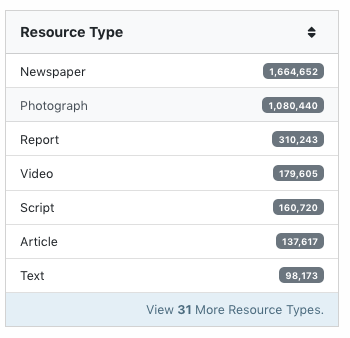 Resource Type
Newspaper 1,664,652
Photograph 1,080,440
Report 310,243
Video 179,605
Script 160,720
Article 137,617
Text 98,173
View 31 More Resource Types.